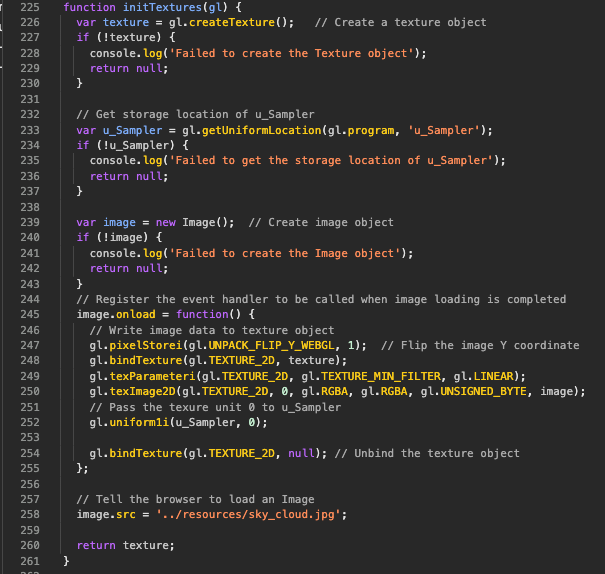 225 function initTextures(gl) {
226   var texture = gl.createTexture();   // Create a texture object
227   if (!texture) {
228     console.log('Failed to create the Texture object');
229     return null;
230   }
231
232   // Get storage location of u_Sampler
233   var u_Sampler = gl.getUniformLocation(gl.program, 'u_Sampler');
234   if (!u_Sampler) {
235     console.log('Failed to get the storage location of u_Sampler');
236     return null;
237   }
238
239   var image = new Image();  // Create image object
240   if (!image) {
241     console.log('Failed to create the Image object');
242     return null;
243   }
244   // Register the event handler to be called when image loading is completed
245   image.onload = function() {
246     // Write image data to texture object
247     gl.pixelStorei(gl.UNPACK_FLIP_Y_WEBGL, 1);  // Flip the image Y coordinate
248     gl.bindTexture(gl.TEXTURE_2D, texture);
249     gl.texParameteri(gl.TEXTURE_2D, gl.TEXTURE_MIN_FILTER, gl.LINEAR);
250     gl.texImage2D(gl.TEXTURE_2D, 0, gl.RGBA, gl.RGBA, gl.UNSIGNED_BYTE, image);
251     // Pass the texure unit 0 to u_Sampler
252     gl.uniform1i(u_Sampler, 0);
253
254     gl.bindTexture(gl.TEXTURE_2D, null); // Unbind the texture object
255   };
256
257   // Tell the browser to load an Image
258   image.src = '../resources/sky_cloud.jpg';
259
260   return texture;
261 }